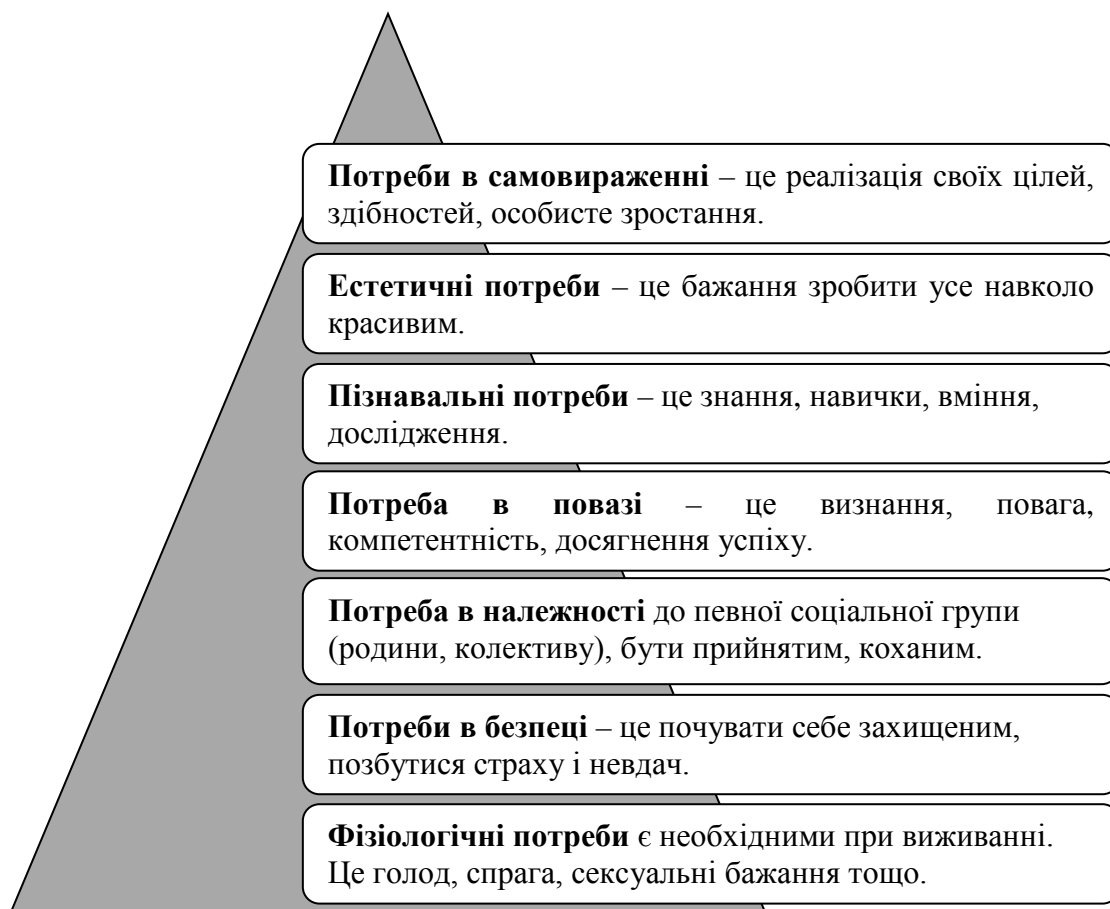 Потреби в самовираженні – це реалізація своїх цілей,
здібностей, особисте зростання.
Естетичні потреби – це бажання зробити усе навколо
красивим.
Пізнавальні потреби – це знання, навички, вміння,
дослідження.
Потреба в повазі – це визнання, повага,
компетентність, досягнення успіху.
Потреба в належності до певної соціальної групи
(родини, колективу), бути прийнятим, коханим.
Потреби в безпеці – це почувати себе захищеним,
позбутися страху і невдач.
Фізіологічні потреби є необхідними при виживанні.
Це голод, спрага, сексуальні бажання тощо.